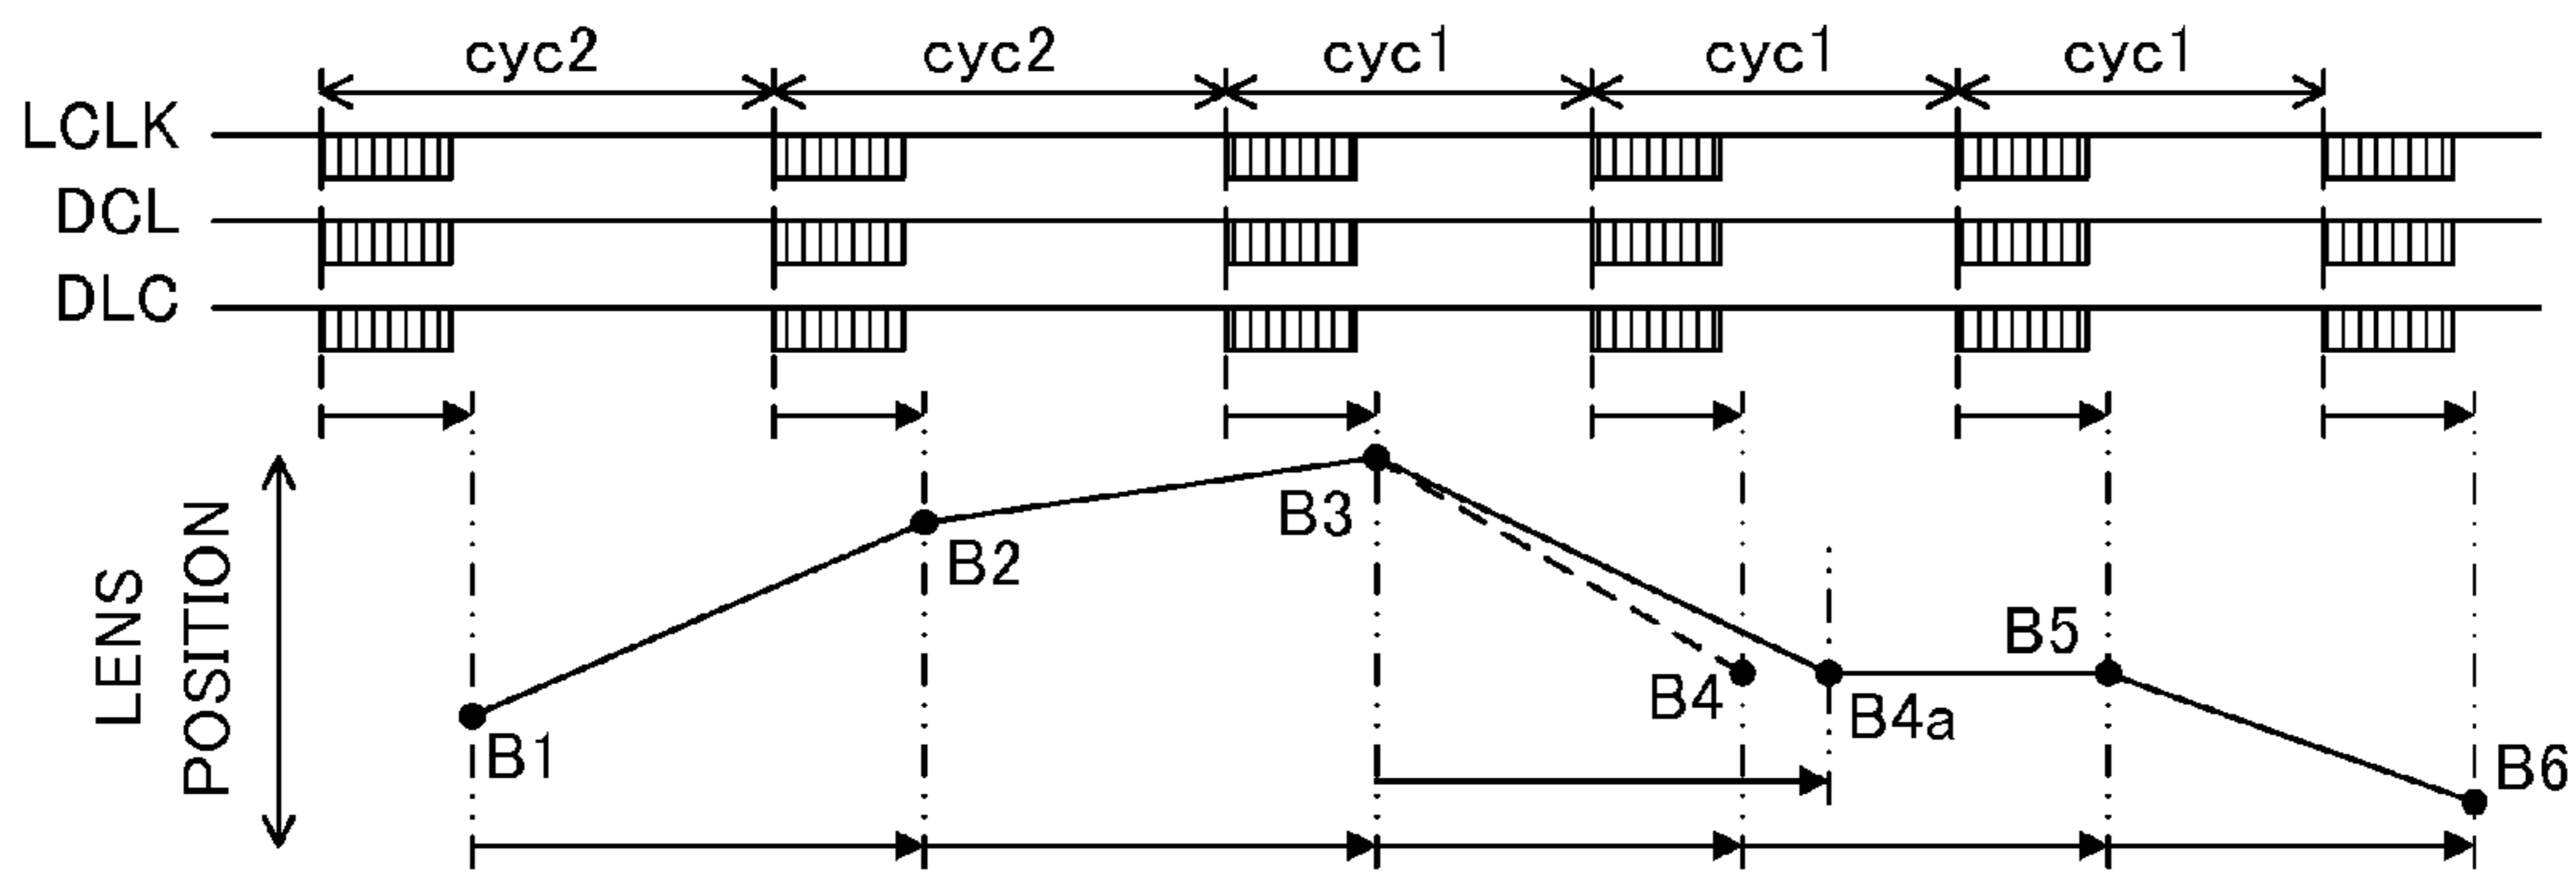 cyc2 cyc2 cyc1 cyc1 cyc1
LCLK
DCL
DLC
LENS
POSITION
B1
B2
B3
B4
B4a
B5
B6